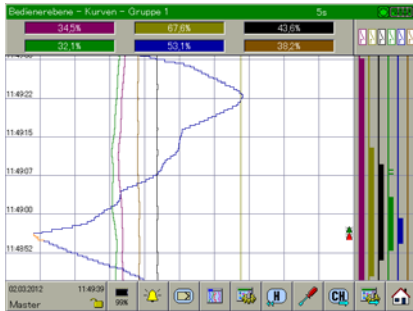 Bedienerebene - Kurven - Gruppe 1 5s
34,5% 67,6% 43,6%
32,1% 53,1% 38,2%
11:49:22
11:49:15
11:49:07
11:49:00
11:48:52
02.03.2012 11:49:39
Master 99% H CH